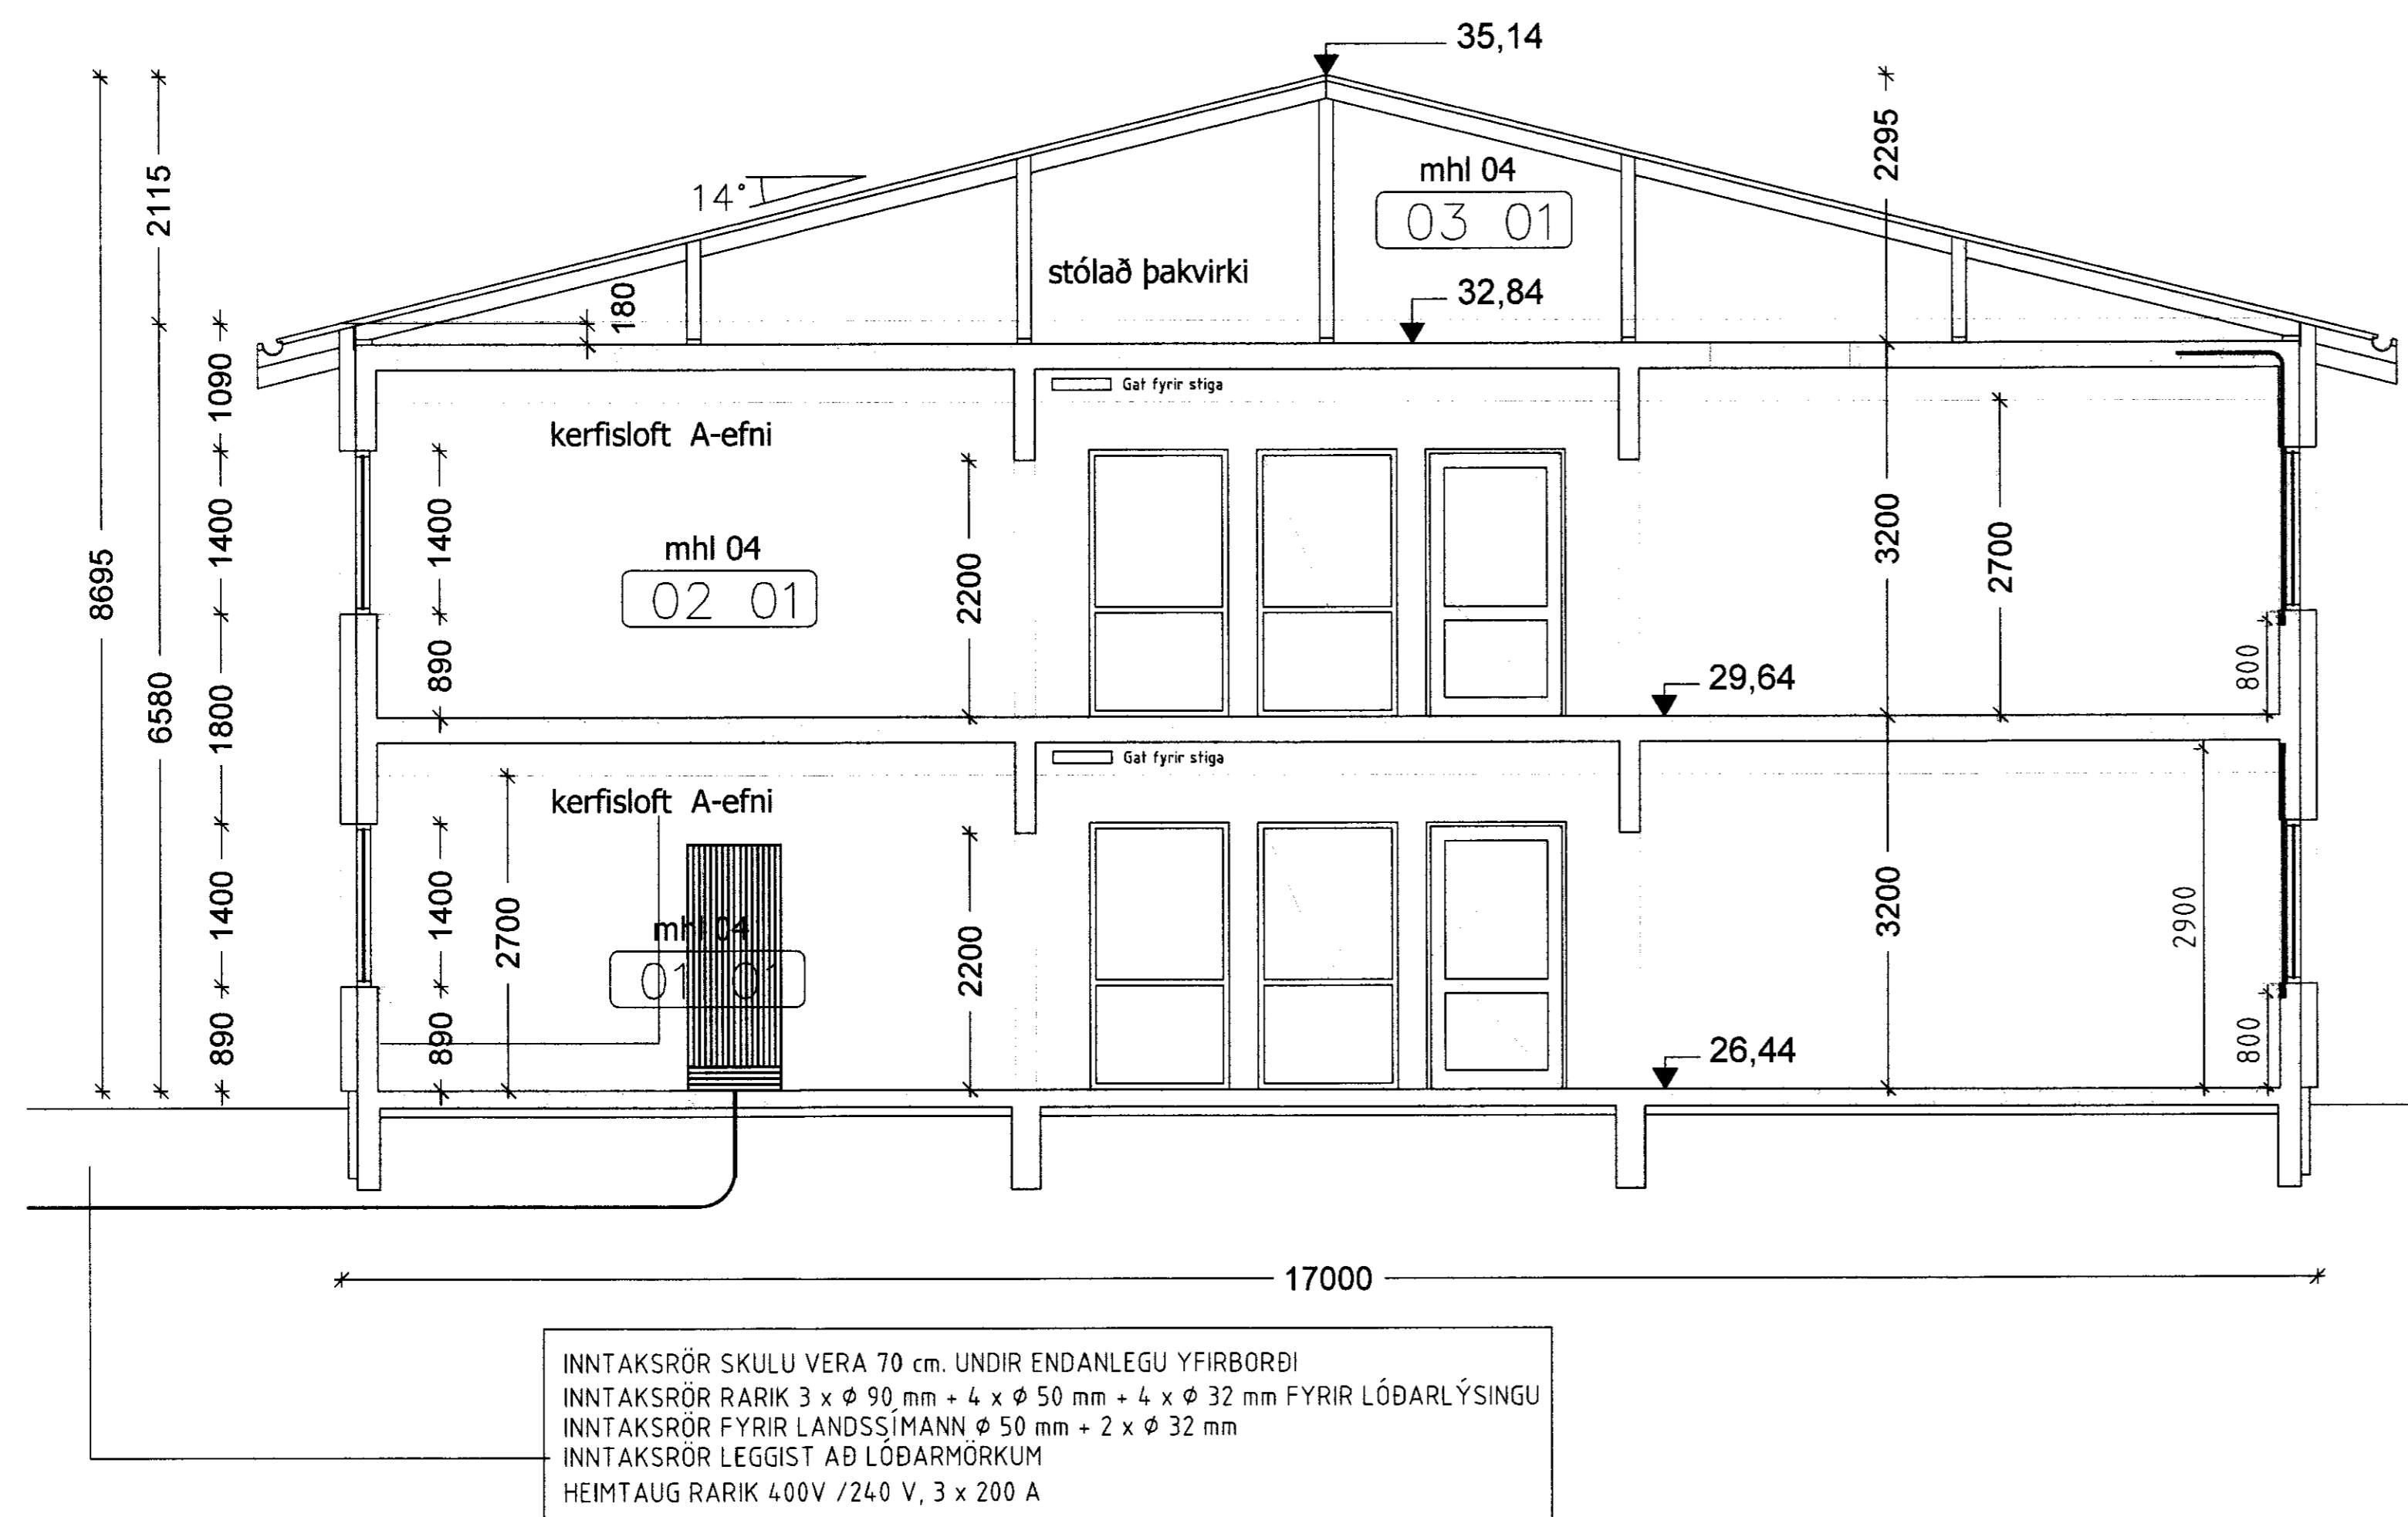 35,14
2295
2115
14°
mhl 04
03 01
stólað þakvirki
32,84
180
1090
Gat fyrir stiga
kerfisloft A-efni
1400
1400
mhl 04
02 01
2200
3200
2700
8695
6580
1800
890
29,64
800
Gat fyrir stiga
kerfisloft A-efni
1400
1400
2700
mhl 04
01 01
2200
3200
2900
890
890
26,44
800
17000
INNTAKSRÖR SKULU VERA 70 cm. UNDIR ENDANLEGU YFIRBORÐI
INNTAKSRÖR RARIK 3 x ϕ 90 mm + 4 x ϕ 50 mm + 4 x ϕ 32 mm FYRIR LÓÐARLÝSINGU
INNTAKSRÖR FYRIR LANDSSÍMANN ϕ 50 mm + 2 x ϕ 32 mm
INNTAKSRÖR LEGGIST AÐ LÓÐARMÖRKUM
HEIMTAUG RARIK 400V /240 V, 3 x 200 A